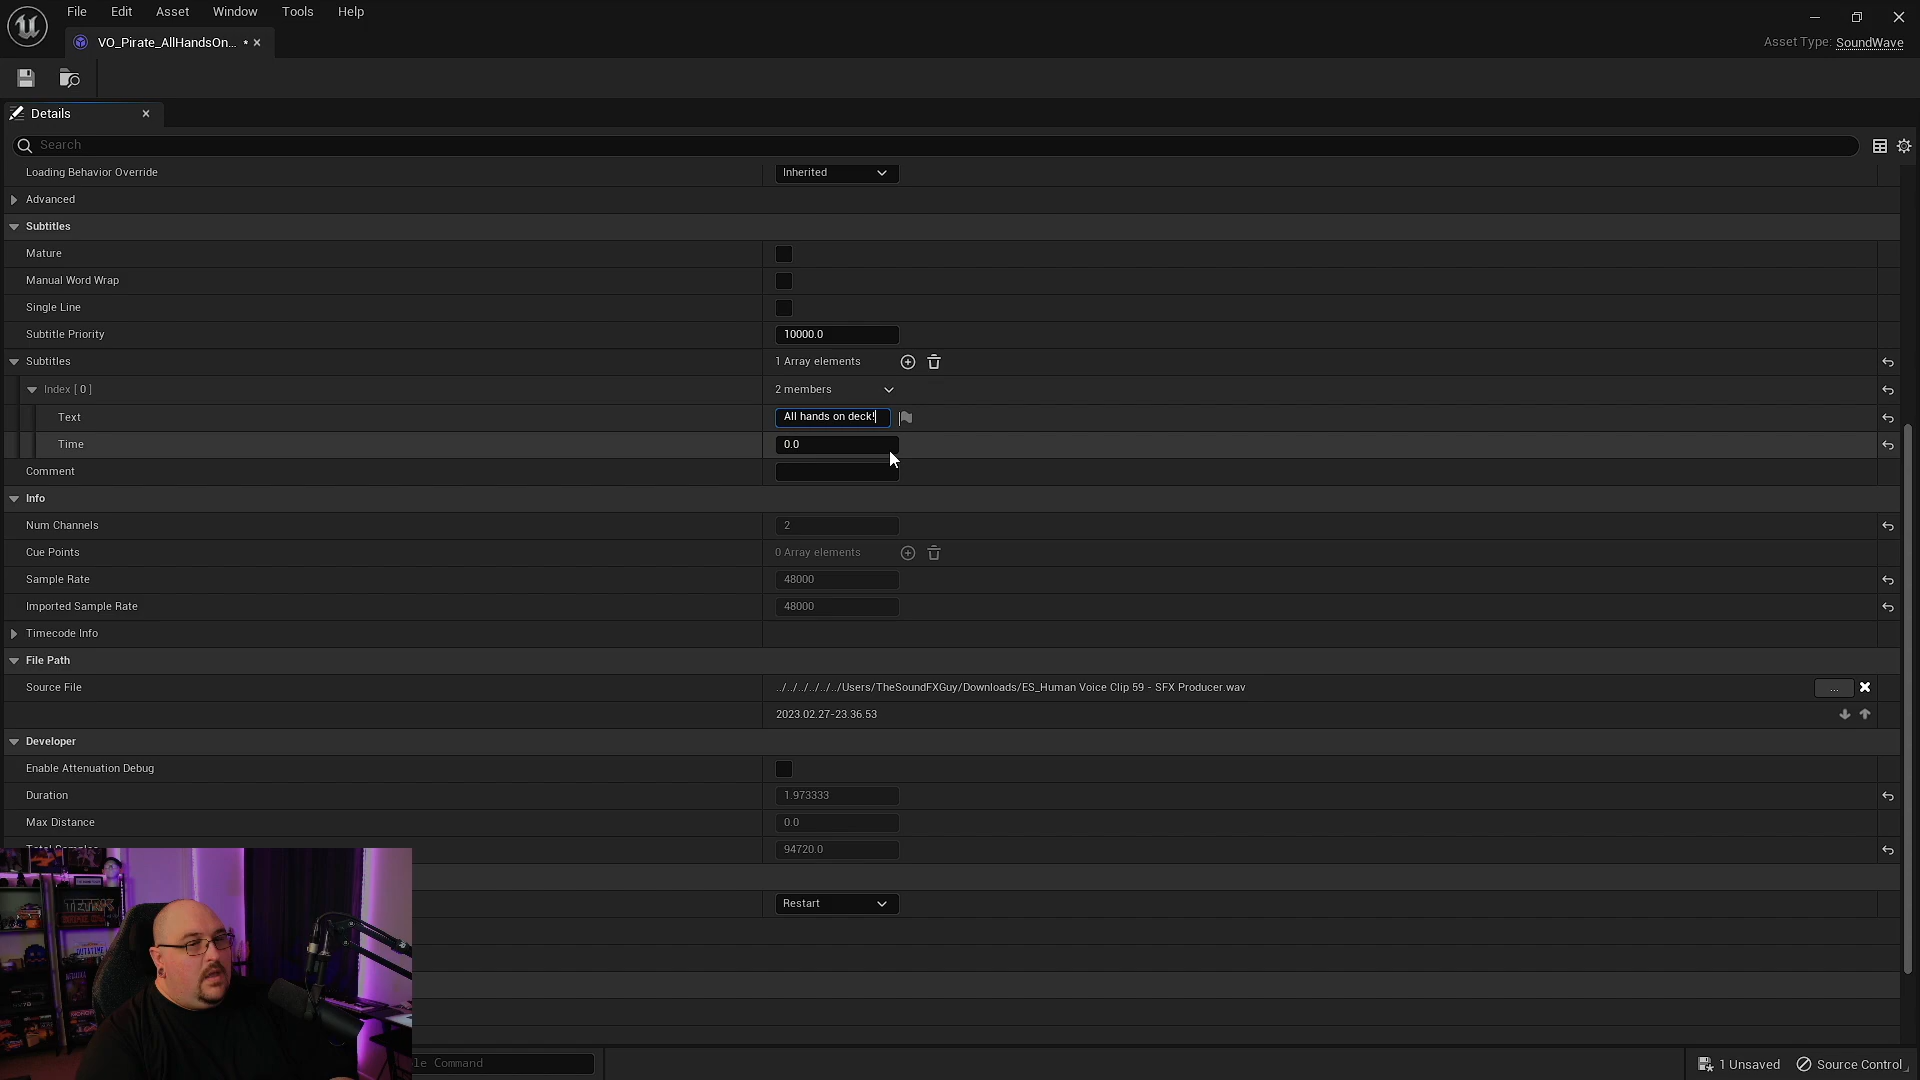 File Edit Asset Window Tools Help
VO_Pirate_AllHandsOn... *
Asset Type: SoundWave
Details
Search
Loading Behavior Override Inherited
Advanced
Subtitles
Mature
Manual Word Wrap
Single Line
Subtitle Priority 10000.0
Subtitles 1 Array elements
Index [ 0 ] 2 members
Text All hands on deck!
Time 0.0
Comment
Info
Num Channels 2
Cue Points 0 Array elements
Sample Rate 48000
Imported Sample Rate 48000
Timecode Info
File Path
Source File ../../../../../../Users/TheSoundFXGuy/Downloads/ES_Human Voice Clip 59 - SFX Producer.wav ...
2023.02.27-23.36.53
Developer
Enable Attenuation Debug
Duration 1.973333
Max Distance 0.0
Total Samples 94720.0
Restart
TETRIS
Command
1 Unsaved Source Control